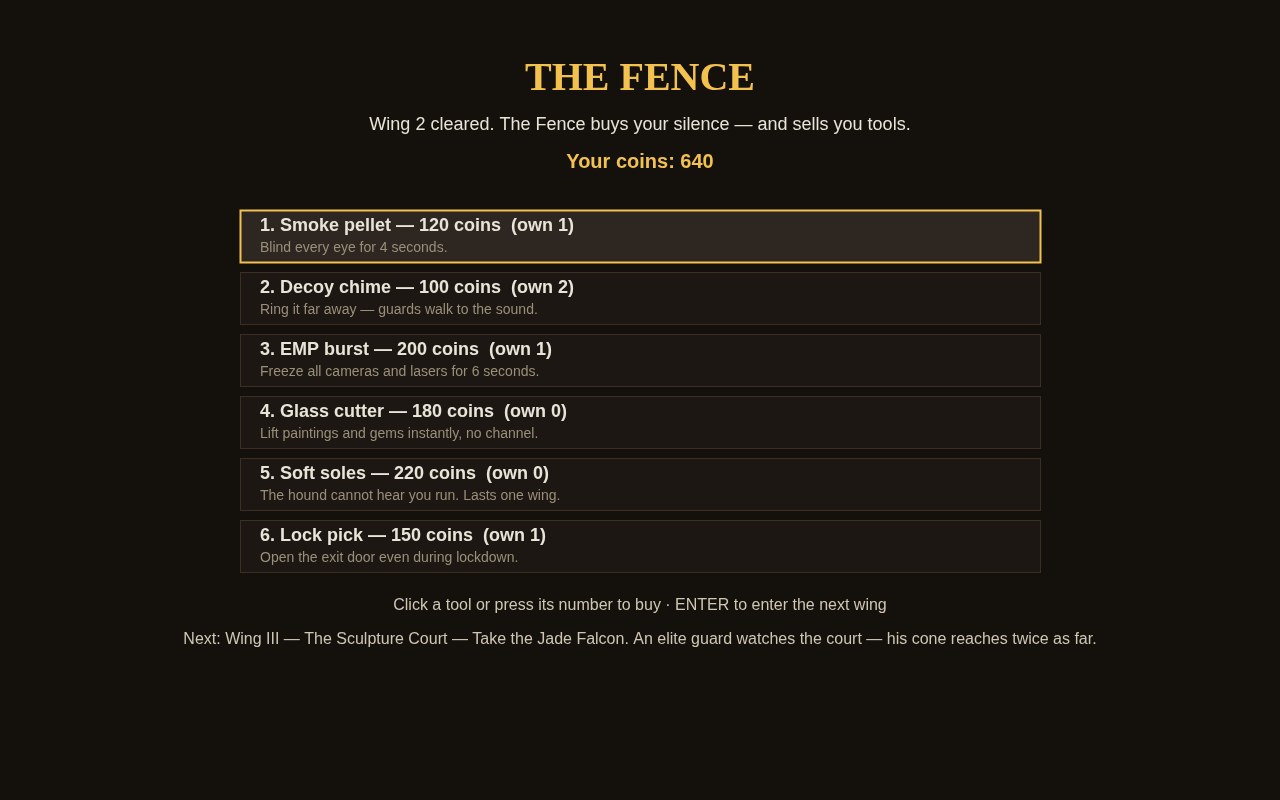 THE FENCE
Wing 2 cleared. The Fence buys your silence — and sells you tools.
Your coins: 640
1. Smoke pellet — 120 coins  (own 1)
Blind every eye for 4 seconds.
2. Decoy chime — 100 coins  (own 2)
Ring it far away — guards walk to the sound.
3. EMP burst — 200 coins  (own 1)
Freeze all cameras and lasers for 6 seconds.
4. Glass cutter — 180 coins  (own 0)
Lift paintings and gems instantly, no channel.
5. Soft soles — 220 coins  (own 0)
The hound cannot hear you run. Lasts one wing.
6. Lock pick — 150 coins  (own 1)
Open the exit door even during lockdown.
Click a tool or press its number to buy · ENTER to enter the next wing
Next: Wing III — The Sculpture Court — Take the Jade Falcon. An elite guard watches the court — his cone reaches twice as far.